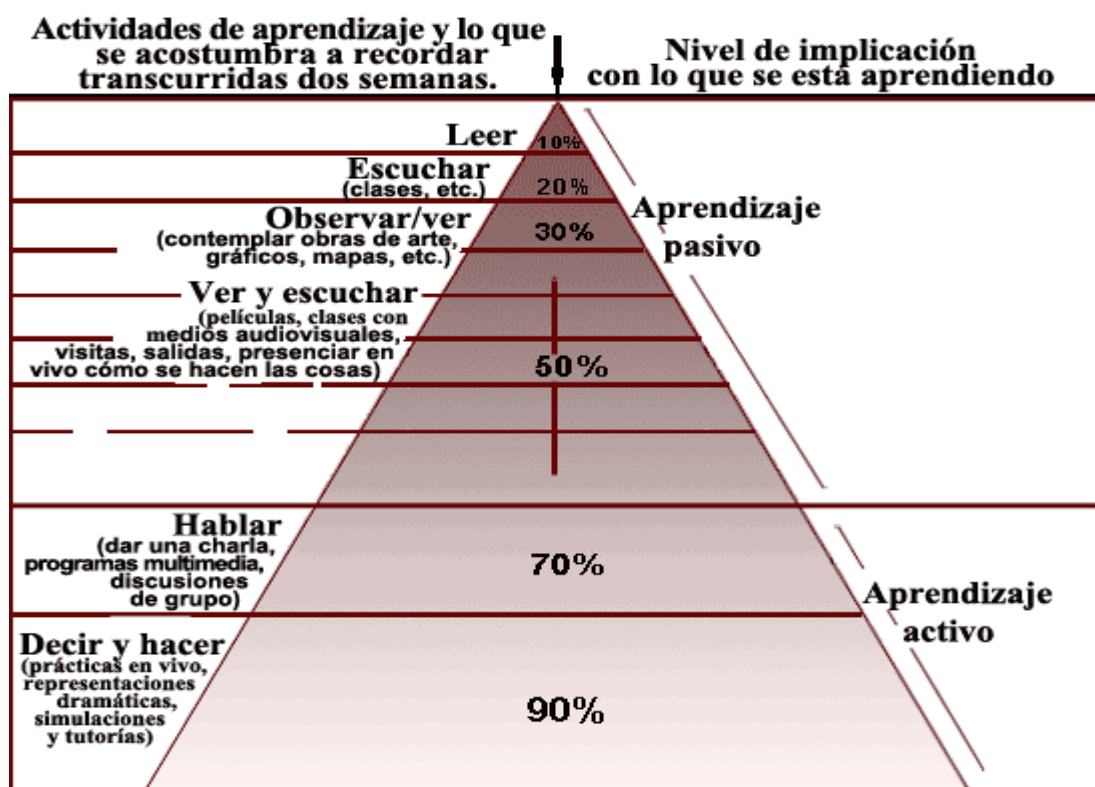 Actividades de aprendizaje y lo que
se acostumbra a recordar
transcurridas dos semanas.
Nivel de implicación
con lo que se está aprendiendo
Leer
10%
Escuchar
(clases, etc.)
20%
Observar/ver
(contemplar obras de arte,
gráficos, mapas, etc.)
30%
Aprendizaje
pasivo
Ver y escuchar
(películas, clases con
medios audiovisuales,
visitas, salidas, presenciar en
vivo cómo se hacen las cosas)
50%
Hablar
(dar una charla,
programas multimedia,
discusiones
de grupo)
70%
Aprendizaje
activo
Decir y hacer
(prácticas en vivo,
representaciones
dramáticas,
simulaciones
y tutorías)
90%